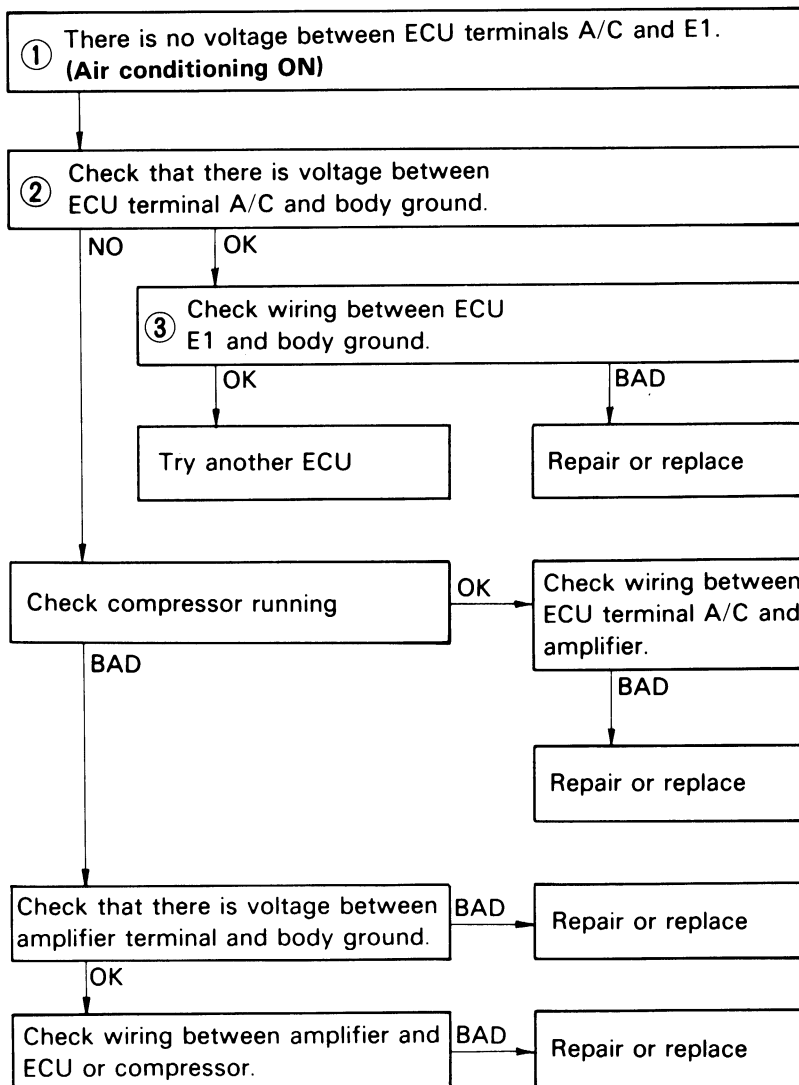 ① There is no voltage between ECU terminals A/C and E1.
(Air conditioning ON)
② Check that there is voltage between
ECU terminal A/C and body ground.
NO
OK
③ Check wiring between ECU
E1 and body ground.
OK
BAD
Try another ECU
Repair or replace
Check compressor running
OK
Check wiring between
ECU terminal A/C and
amplifier.
BAD
BAD
Repair or replace
Check that there is voltage between
amplifier terminal and body ground.
BAD
Repair or replace
OK
Check wiring between amplifier and
ECU or compressor.
BAD
Repair or replace